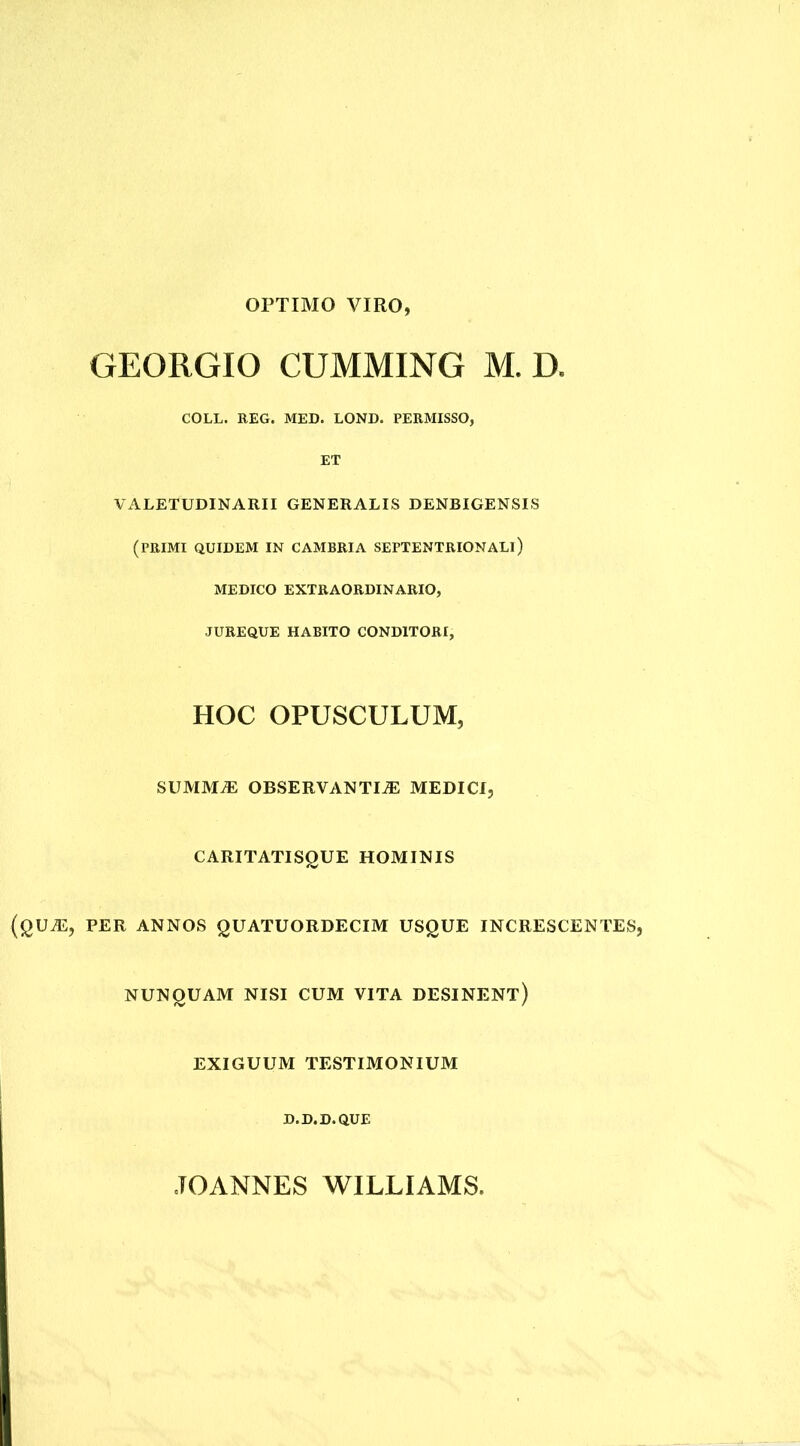 OPTIMO VIRO,
GEORGIO CUMMING M. D.
COLL. REG. MED. LOND. PERMISSO,
ET
VALETUDINARII GENERALIS DENBIGENSIS
(PRIMI QUIDEM IN CAMBRIA SEPTENTRIONALI)
MEDICO EXTRAORDINARIO,
JUREQUE HABITO CONDITORI,
HOC OPUSCULUM,
SUMMÆ OBSERVANTIÆ MEDICI,
CARITATISQUE HOMINIS
(QUÆ, PER ANNOS QUATUORDECIM USQUE INCRESCENTES,
NUNQUAM NISI CUM VITA DESINENT)
EXIGUUM TESTIMONIUM
D.D.D.QUE
JOANNES WILLIAMS.